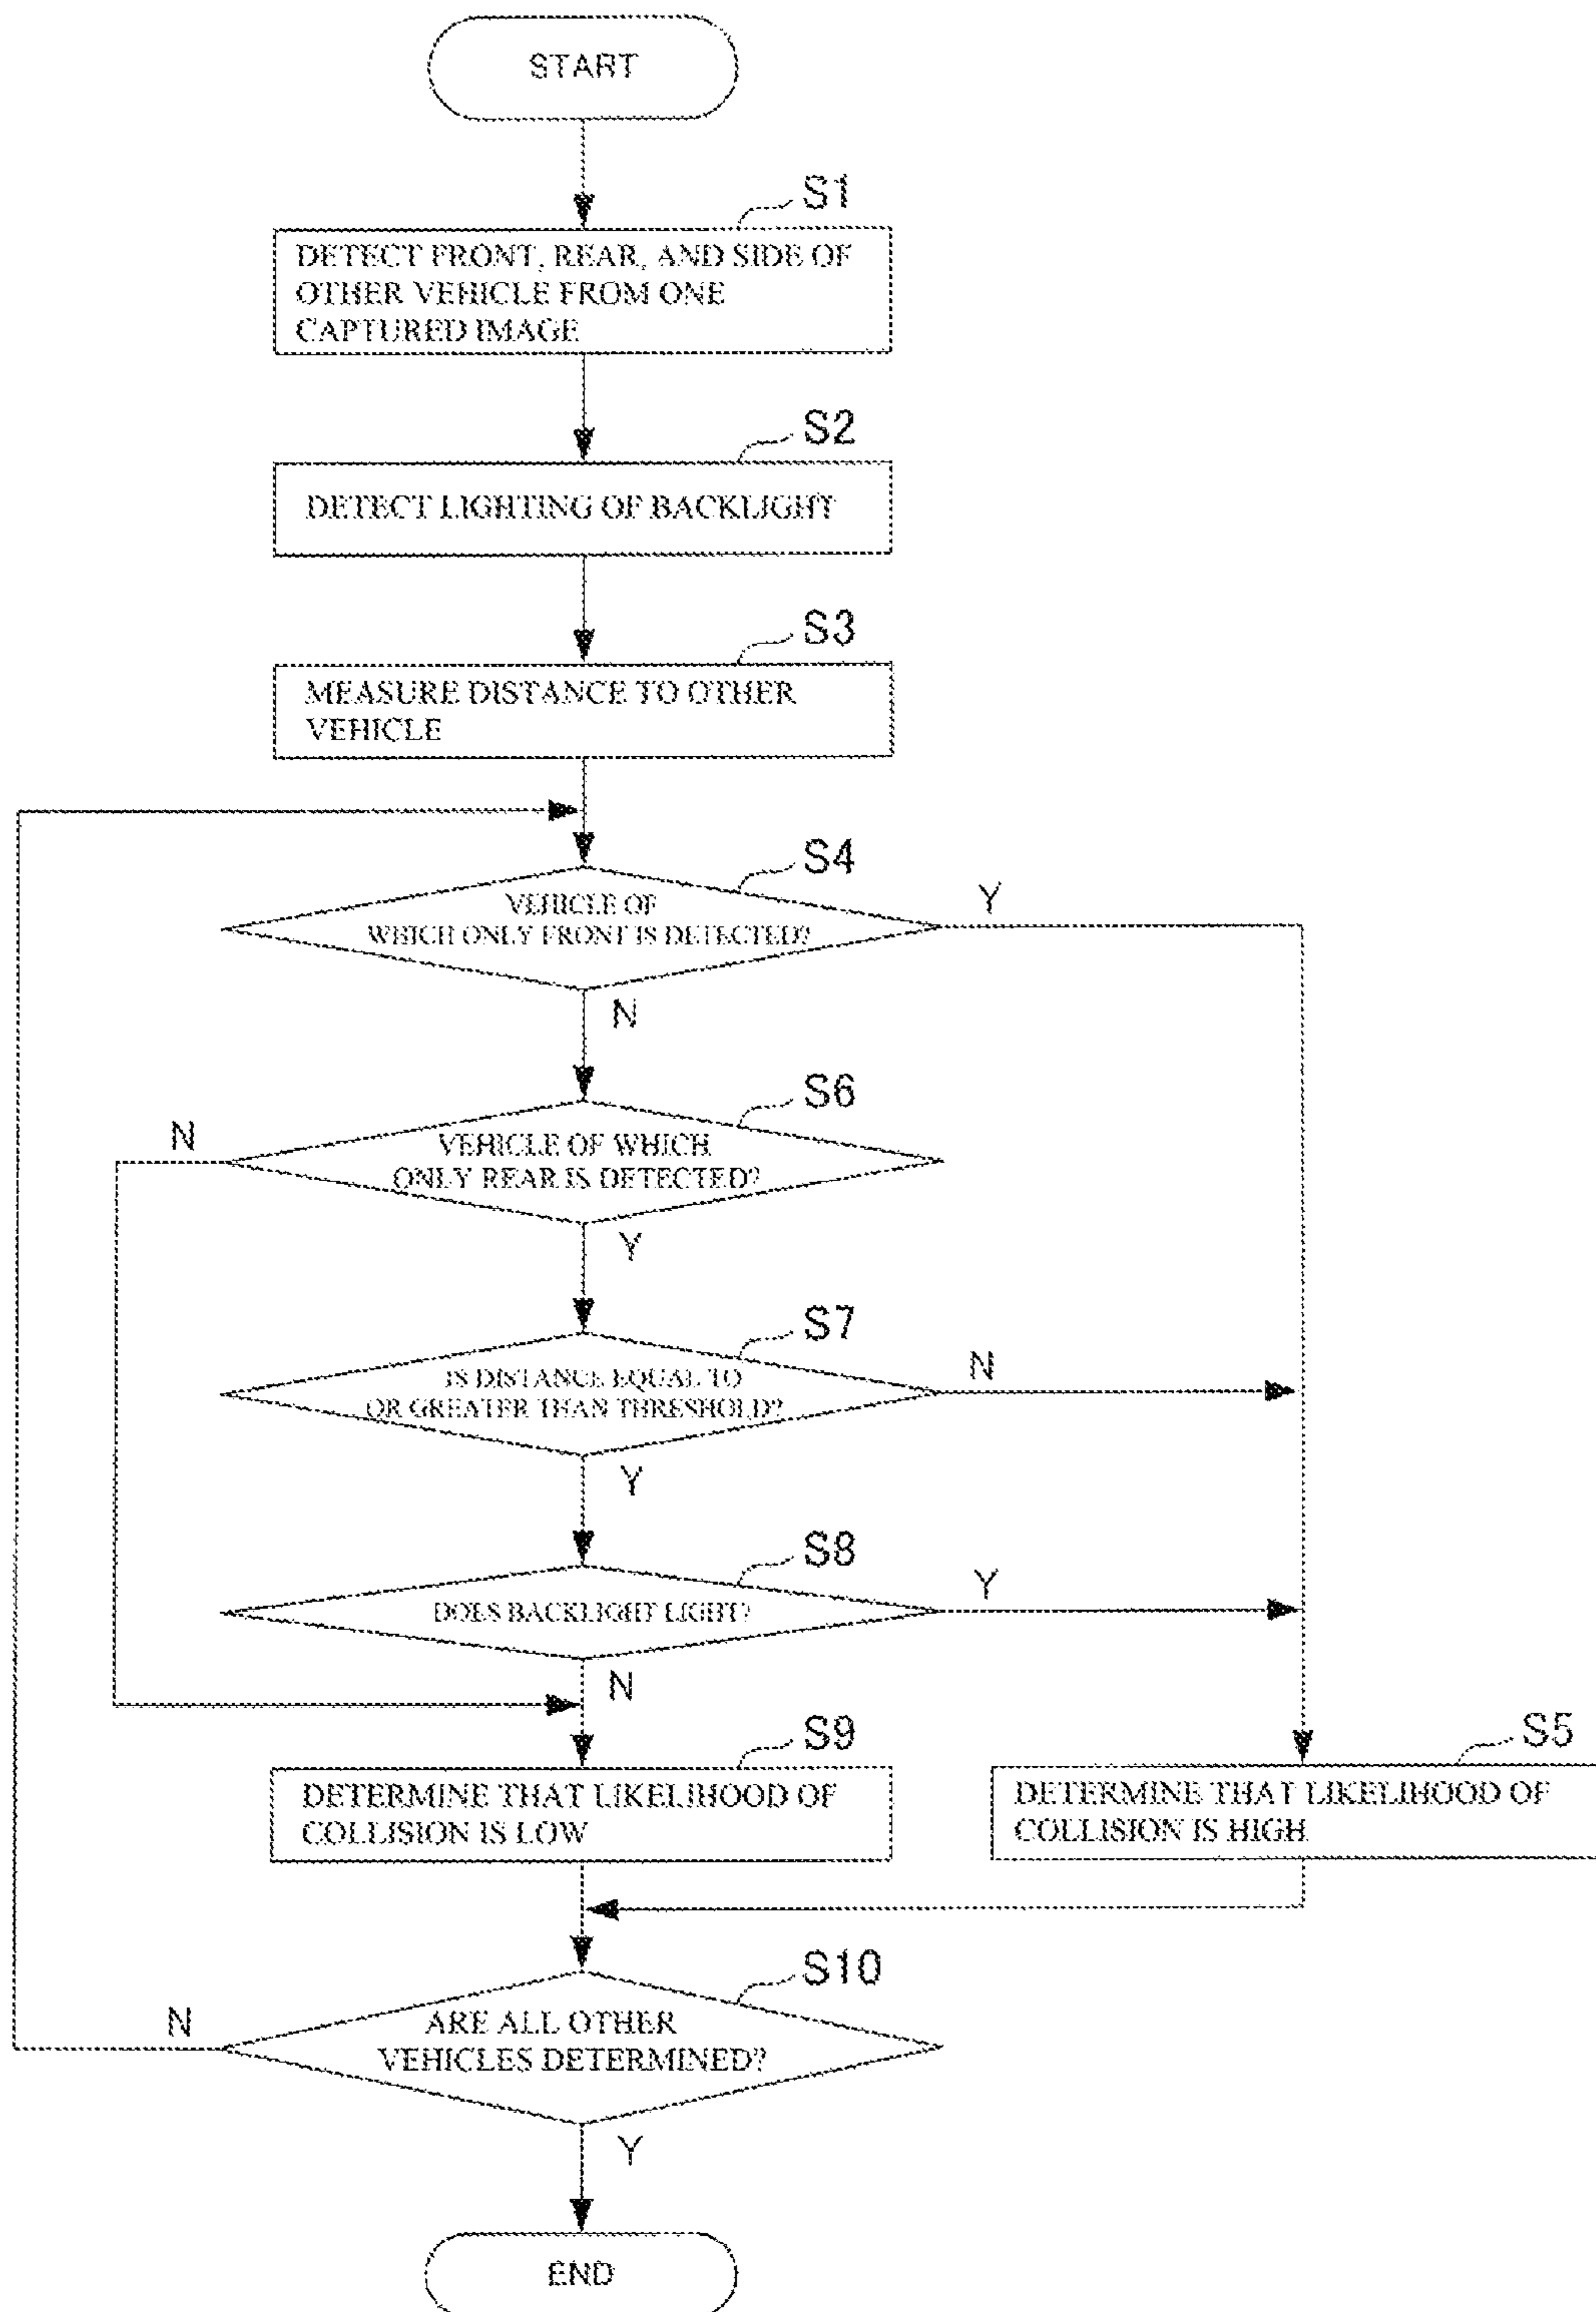 START
S1
DETECT FRONT, REAR, AND SIDE OF
OTHER VEHICLE FROM ONE
CAPTURED IMAGE
S2
DETECT LIGHTING OF BACKLIGHT
S3
MEASURE DISTANCE TO OTHER
VEHICLE
S4
VEHICLE OF
WHICH ONLY FRONT IS DETECTED?
Y
N
S6
VEHICLE OF WHICH
ONLY REAR IS DETECTED?
N
Y
S7
IS DISTANCE EQUAL TO
OR GREATER THAN THRESHOLD?
N
Y
S8
DOES BACKLIGHT LIGHT?
Y
N
S9
DETERMINE THAT LIKELIHOOD OF
COLLISION IS LOW
S5
DETERMINE THAT LIKELIHOOD OF
COLLISION IS HIGH
S10
ARE ALL OTHER
VEHICLES DETERMINED?
N
Y
END